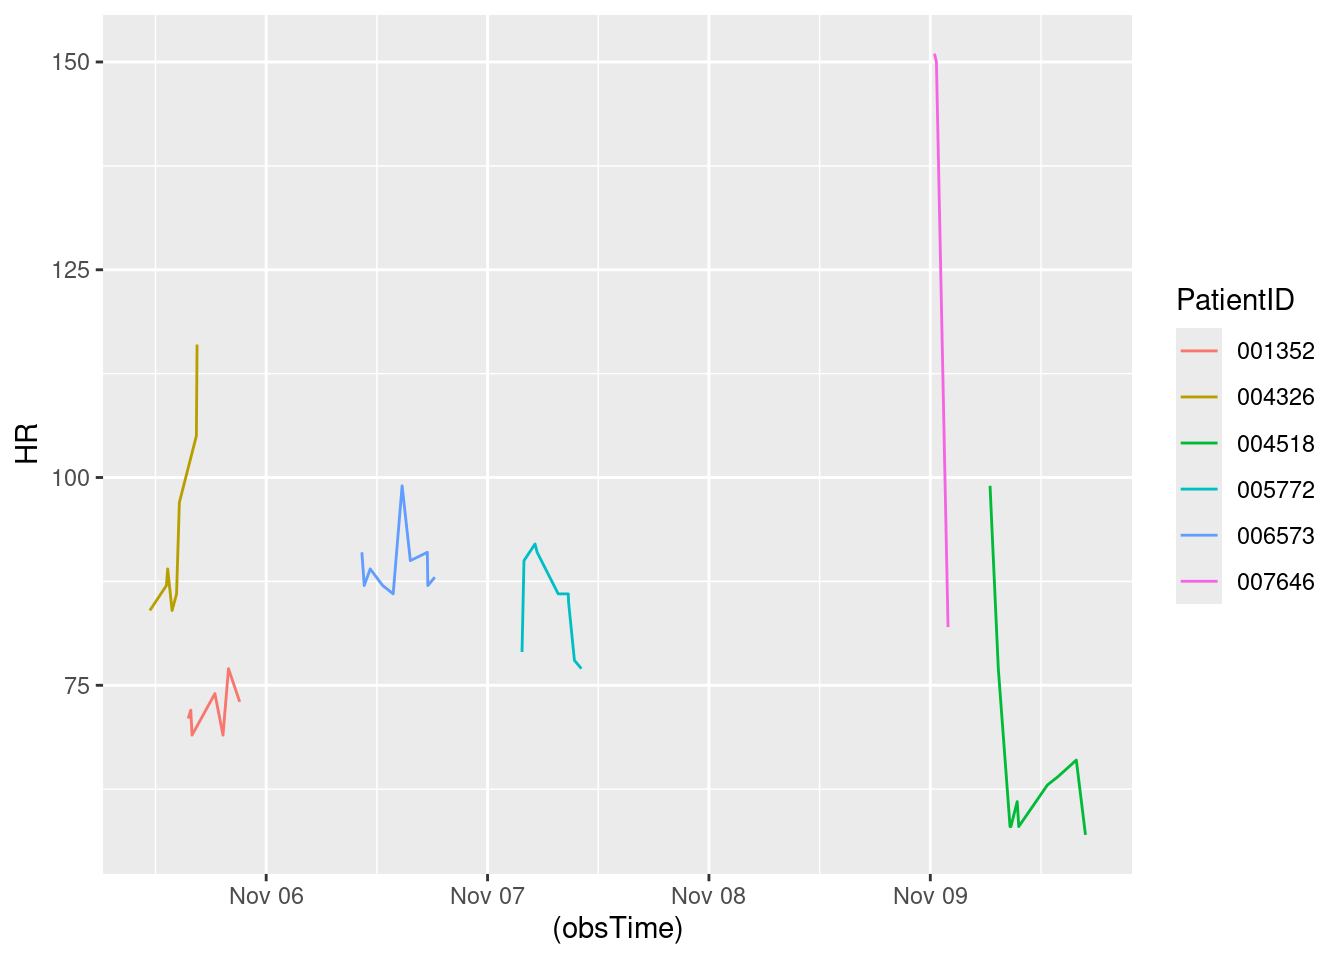 150
125
100
75
HR
Nov 06
Nov 07
Nov 08
Nov 09
(obsTime)
PatientID
001352
004326
004518
005772
006573
007646